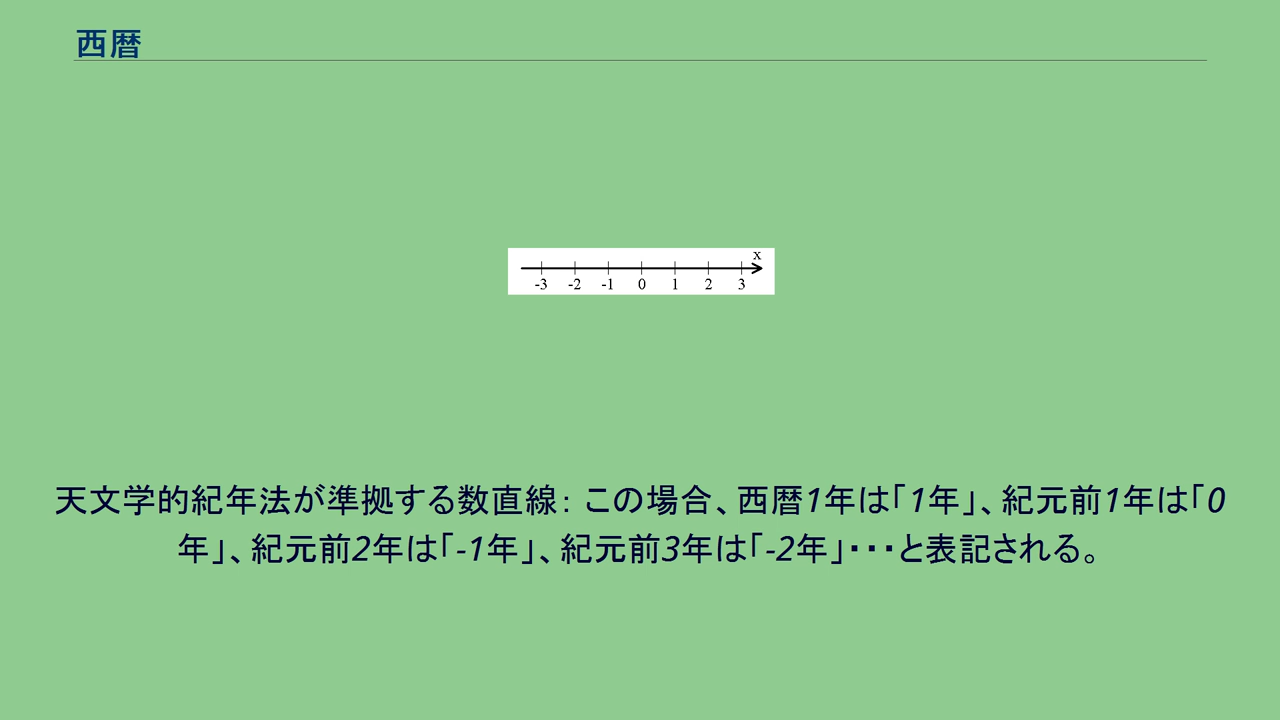 西暦
x
-3 -2 -1 0 1 2 3
天文学的紀年法が準拠する数直線： この場合、西暦1年は「1年」、紀元前1年は「0
年」、紀元前2年は「-1年」、紀元前3年は「-2年」･･･と表記される。